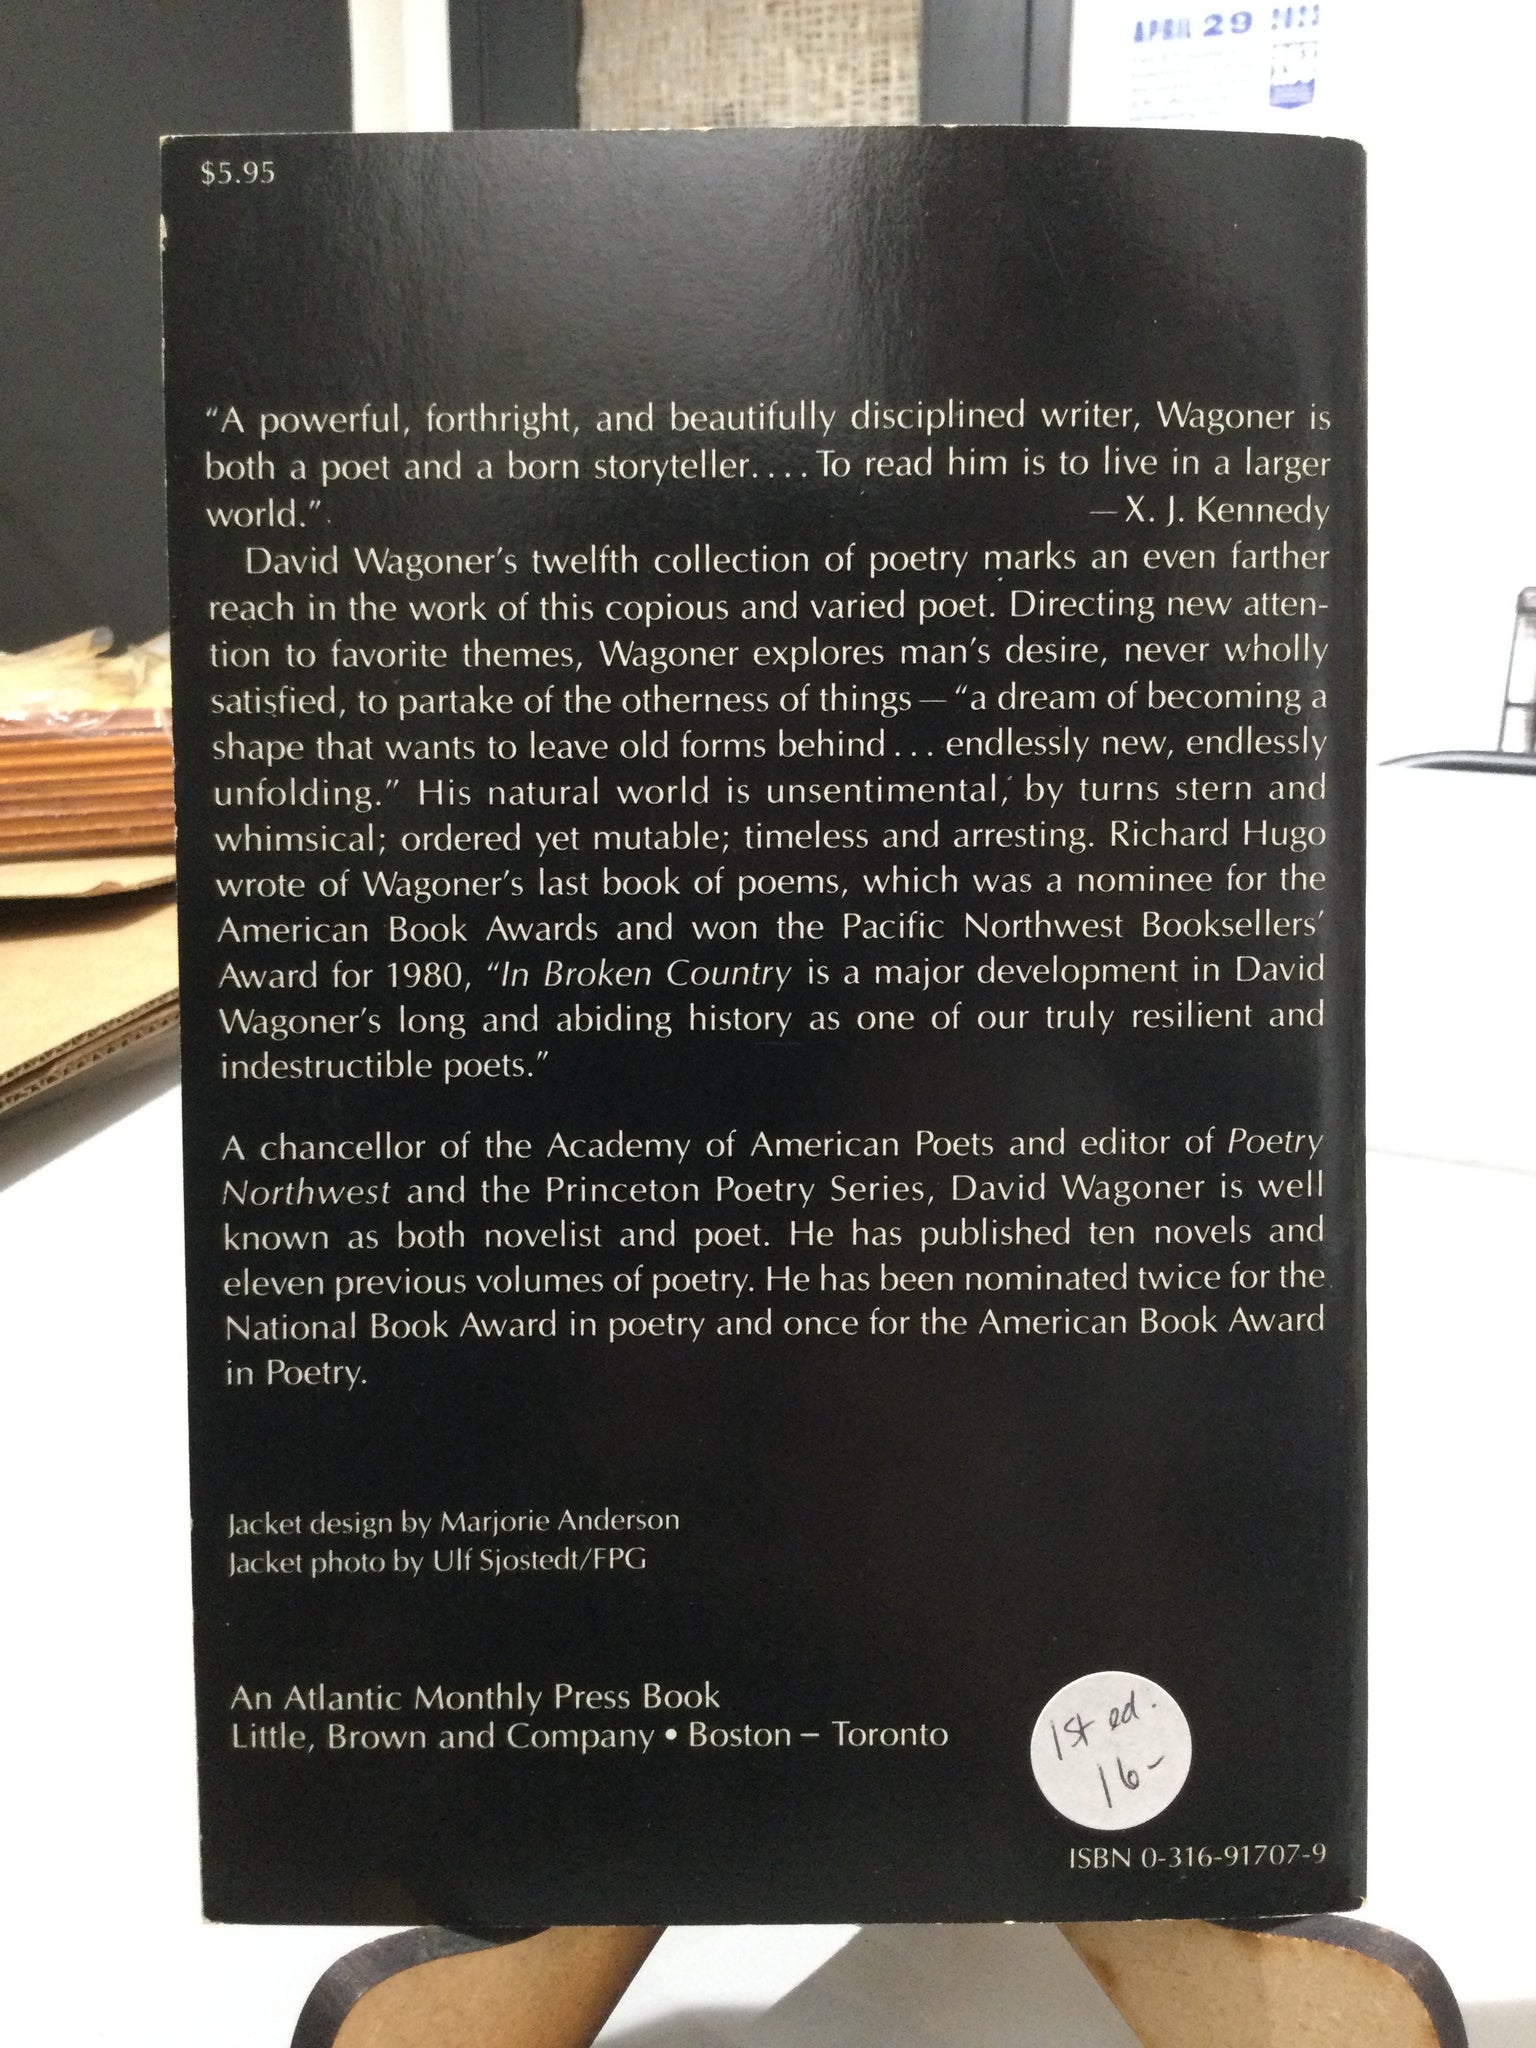 APRIL 29 2023
$5.95
“A powerful, forthright, and beautifully disciplined writer, Wagoner is
both a poet and a born storyteller.... To read him is to live in a larger
world.”
— X. J. Kennedy
David Wagoner’s twelfth collection of poetry marks an even farther
reach in the work of this copious and varied poet. Directing new atten-
tion to favorite themes, Wagoner explores man’s desire, never wholly
satisfied, to partake of the otherness of things — “a dream of becoming a
shape that wants to leave old forms behind... endlessly new, endlessly
unfolding.” His natural world is unsentimental, by turns stern and
whimsical; ordered yet mutable; timeless and arresting. Richard Hugo
wrote of Wagoner’s last book of poems, which was a nominee for the
American Book Awards and won the Pacific Northwest Booksellers’
Award for 1980, “In Broken Country is a major development in David
Wagoner’s long and abiding history as one of our truly resilient and
indestructible poets.”
A chancellor of the Academy of American Poets and editor of Poetry
Northwest and the Princeton Poetry Series, David Wagoner is well
known as both novelist and poet. He has published ten novels and
eleven previous volumes of poetry. He has been nominated twice for the
National Book Award in poetry and once for the American Book Award
in Poetry.
Jacket design by Marjorie Anderson
Jacket photo by Ulf Sjostedt/FPG
An Atlantic Monthly Press Book
Little, Brown and Company • Boston – Toronto
1st ed.
16-
ISBN 0-316-91707-9